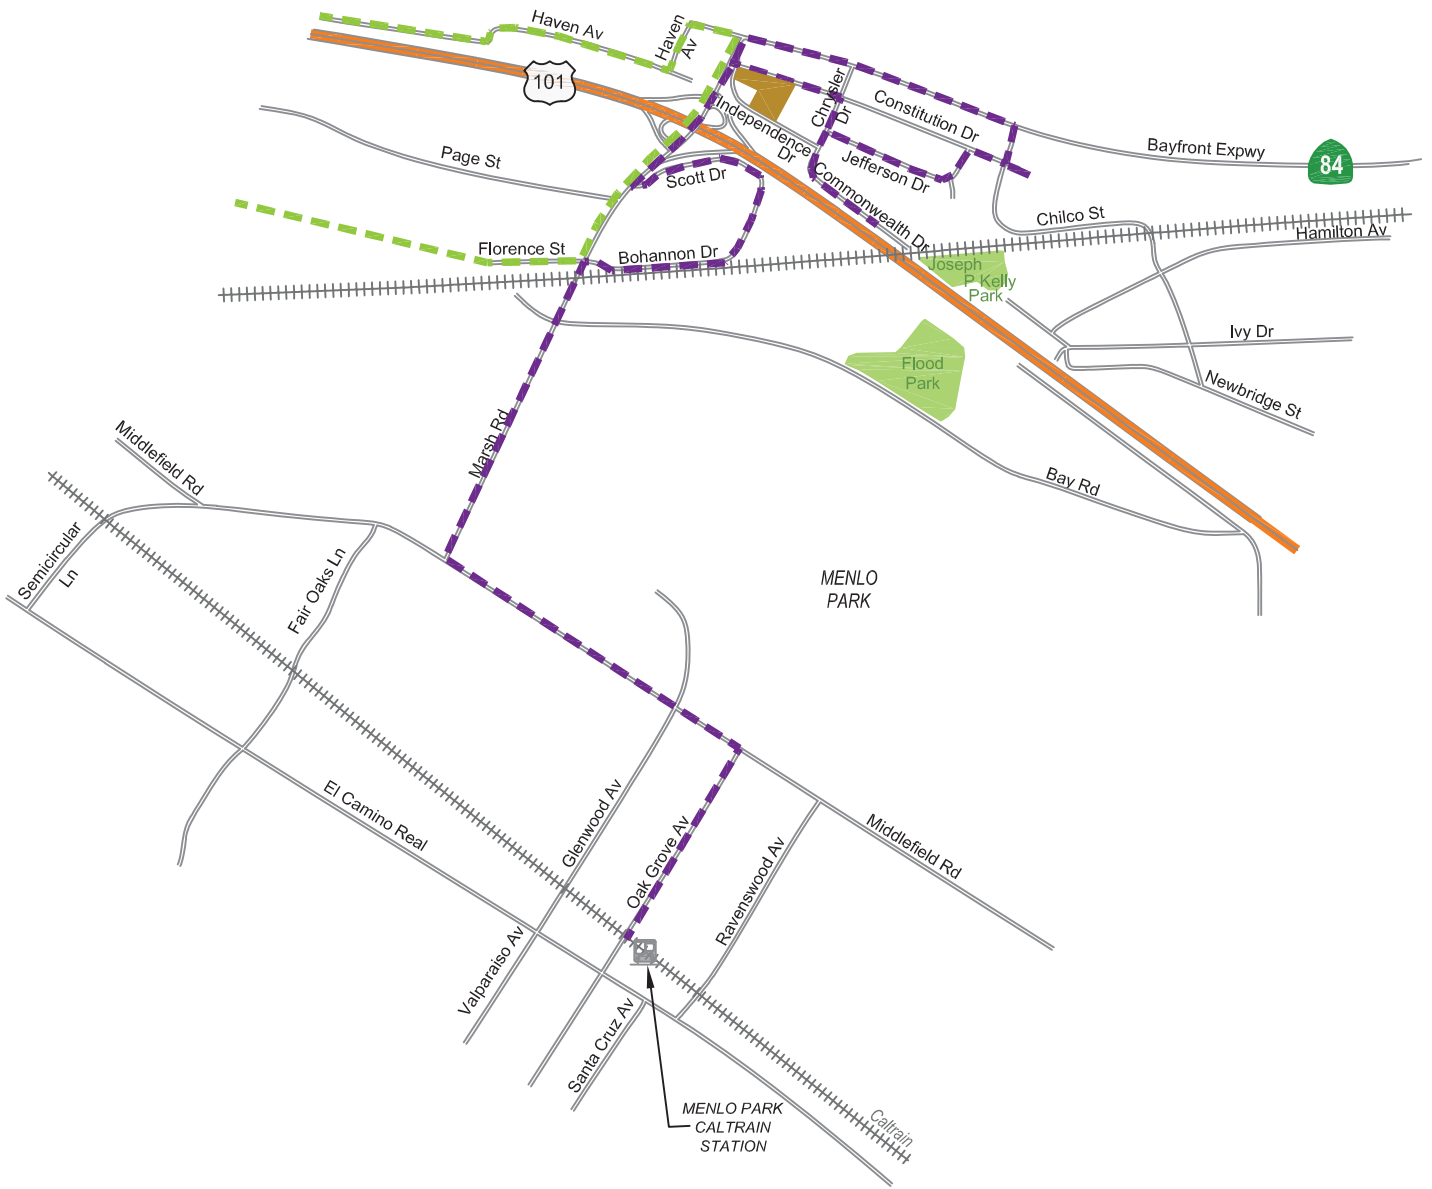 Haven Av
Haven
Av
101
Chrysler
Dr
Constitution Dr
Independence
Dr
Bayfront Expwy
84
Page St
Scott Dr
Jefferson Dr
Commonwealth Dr
Chilco St
Hamilton Av
Florence St
Bohannon Dr
Joseph
P Kelly
Park
Ivy Dr
Flood
Park
Newbridge St
Marsh Rd
Middlefield Rd
Bay Rd
Semicircular
Ln
Fair Oaks Ln
MENLO
PARK
El Camino Real
Glenwood Av
Oak Grove Av
Ravenswood Av
Middlefield Rd
Valparaiso Av
Santa Cruz Av
MENLO PARK
CALTRAIN
STATION
Caltrain